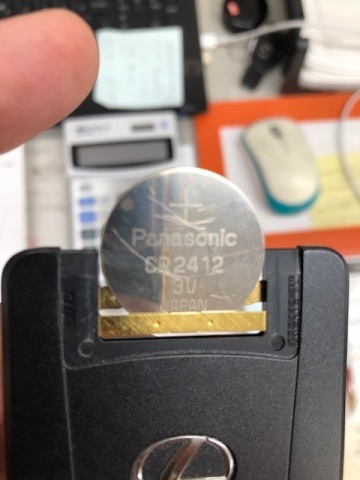 +
Panasonic
CR2412
3V
JAPAN